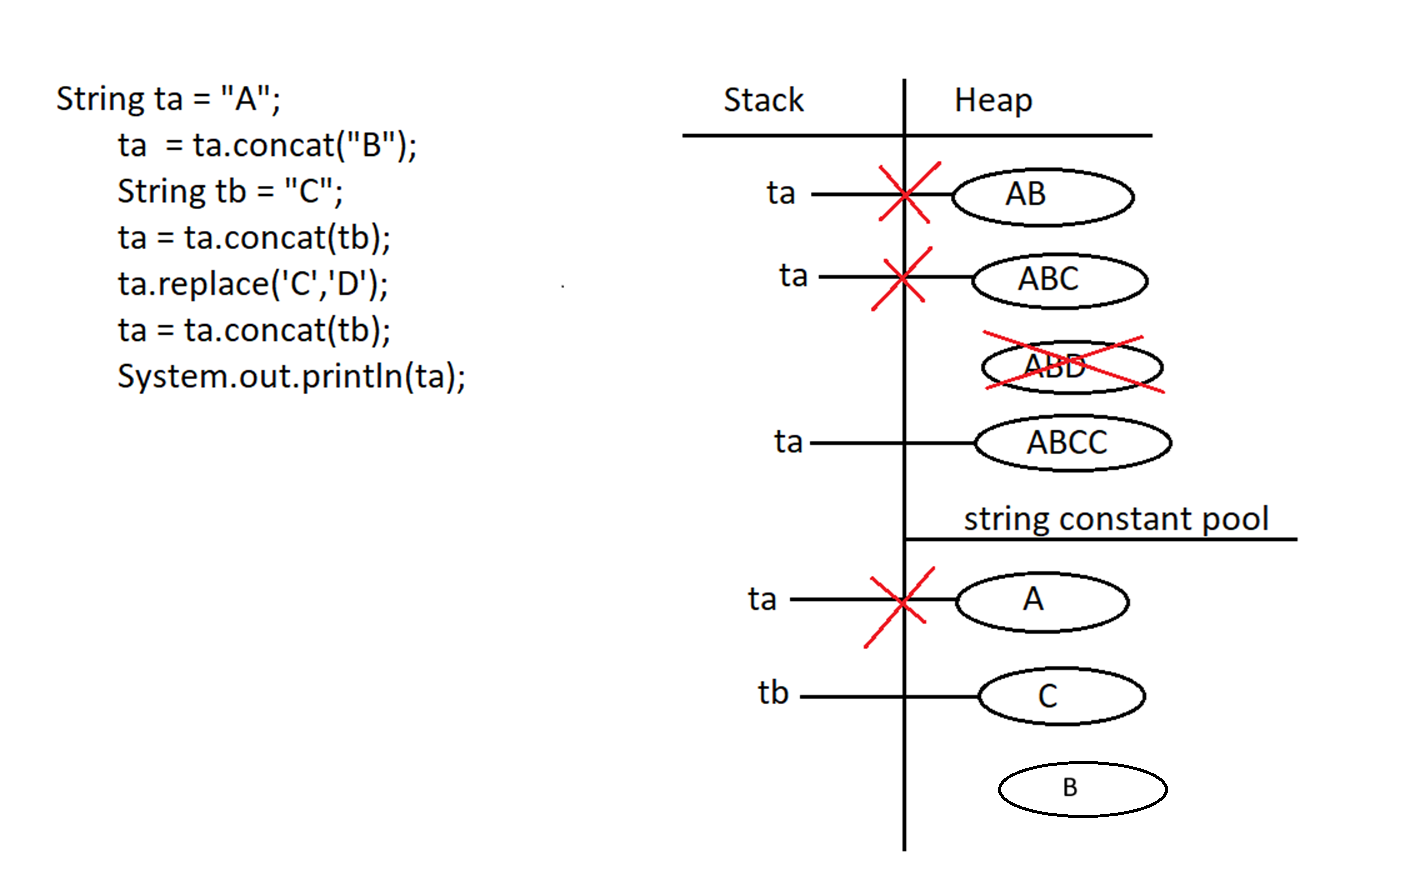 String ta = "A";
ta  = ta.concat("B");
String tb = "C";
ta = ta.concat(tb);
ta.replace('C','D');
ta = ta.concat(tb);
System.out.println(ta);
Stack Heap
ta AB
ta ABC
ABD
ta ABCC
string constant pool
ta A
tb C
B